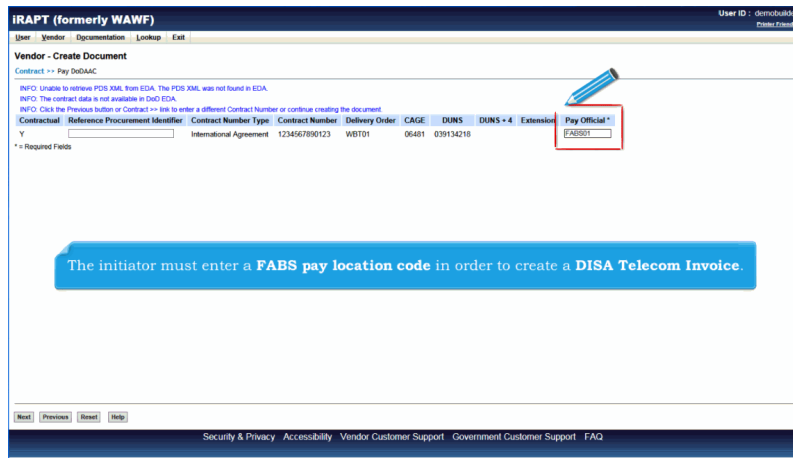 iRAPT (formerly WAWF)
User ID : demobuilde
Printer Friend
User Vendor Documentation Lookup Exit
Vendor - Create Document
Contract >> Pay DoDAAC
INFO: Unable to retrieve PDS XML from EDA. The PDS XML was not found in EDA.
INFO: The contract data is not available in DoD EDA.
INFO: Click the Previous button or Contract >> link to enter a different Contract Number or continue creating the document.
Contractual Reference Procurement Identifier Contract Number Type Contract Number Delivery Order CAGE DUNS DUNS + 4 Extension Pay Official *
Y International Agreement 1234567890123 WBT01 06481 039134218 FABS01
* = Required Fields
The initiator must enter a FABS pay location code in order to create a DISA Telecom Invoice.
Next Previous Reset Help
Security & Privacy Accessibility Vendor Customer Support Government Customer Support FAQ